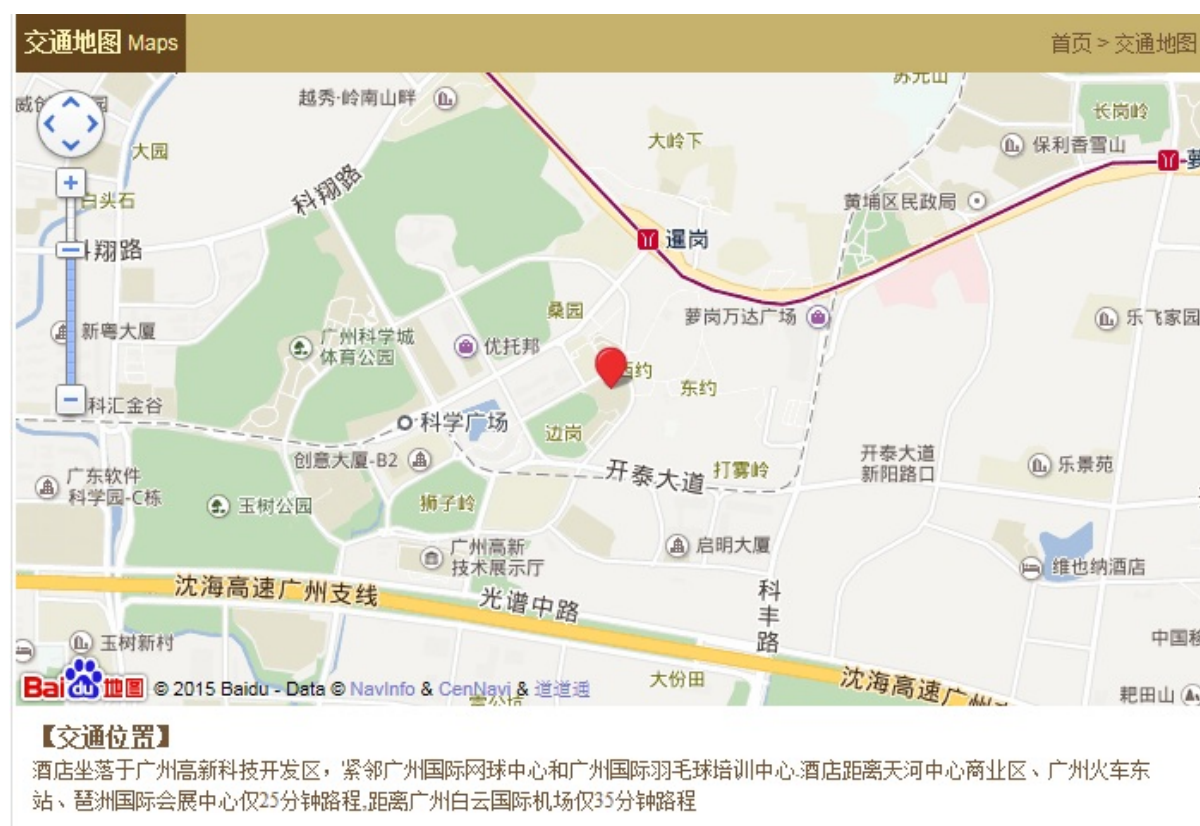 交通地图 Maps
首页 > 交通地图
苏元山
越秀·岭南山畔
长岗岭
大岭下
保利香雪山
大园
科翔路
白头石
黄埔区民政局
暹岗
科翔路
桑园
萝岗万达广场
乐飞家园
新粤大厦
广州科学城
体育公园
优托邦
西约
东约
科汇金谷
科学广场
边岗
创意大厦-B2
开泰大道
新阳路口
开泰大道
打雾岭
乐景苑
广东软件
科学园-C栋
玉树公园
狮子岭
广州高新
技术展示厅
启明大厦
维也纳酒店
沈海高速广州支线
光谱中路
科丰路
玉树新村
中国移
大份田
沈海高速广州
耙田山
Bai du 地图 © 2015 Baidu - Data © NavInfo & CenNavi & 道道通
【交通位置】
酒店坐落于广州高新科技开发区，紧邻广州国际网球中心和广州国际羽毛球培训中心.酒店距离天河中心商业区、广州火车东
站、琶洲国际会展中心仅25分钟路程,距离广州白云国际机场仅35分钟路程